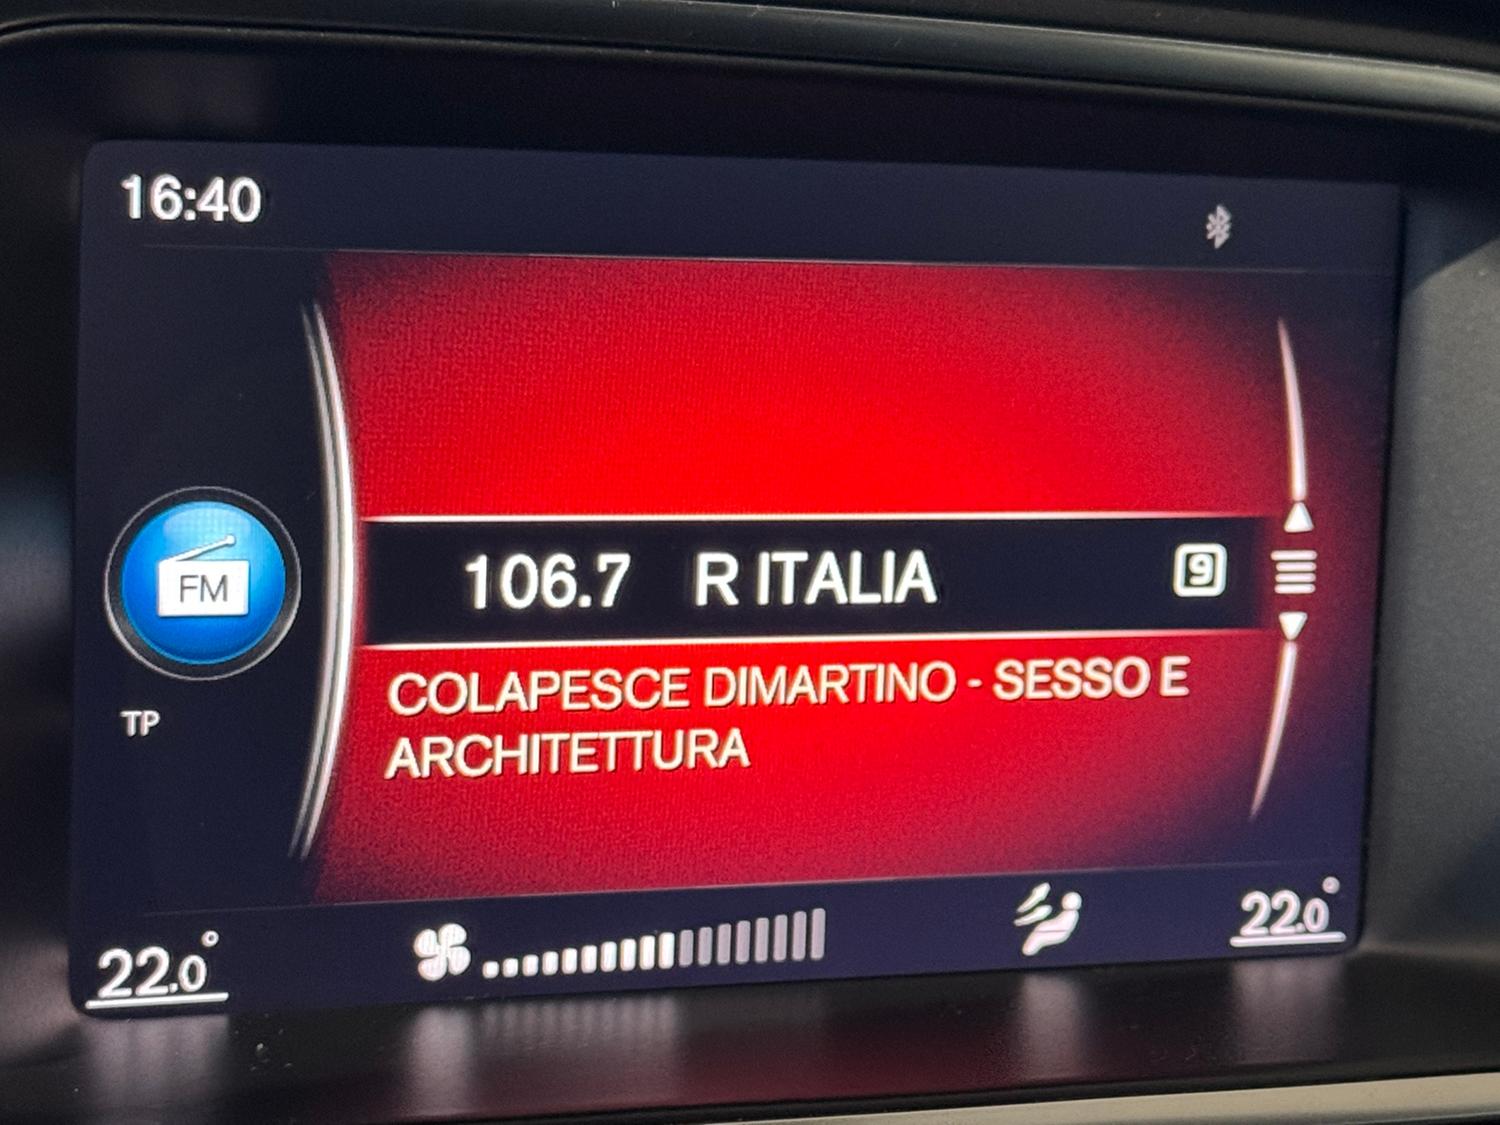 16:40
FM
106.7 R ITALIA 9
COLAPESCE DIMARTINO - SESSO E
ARCHITETTURA
TP
22.0° 22.0°